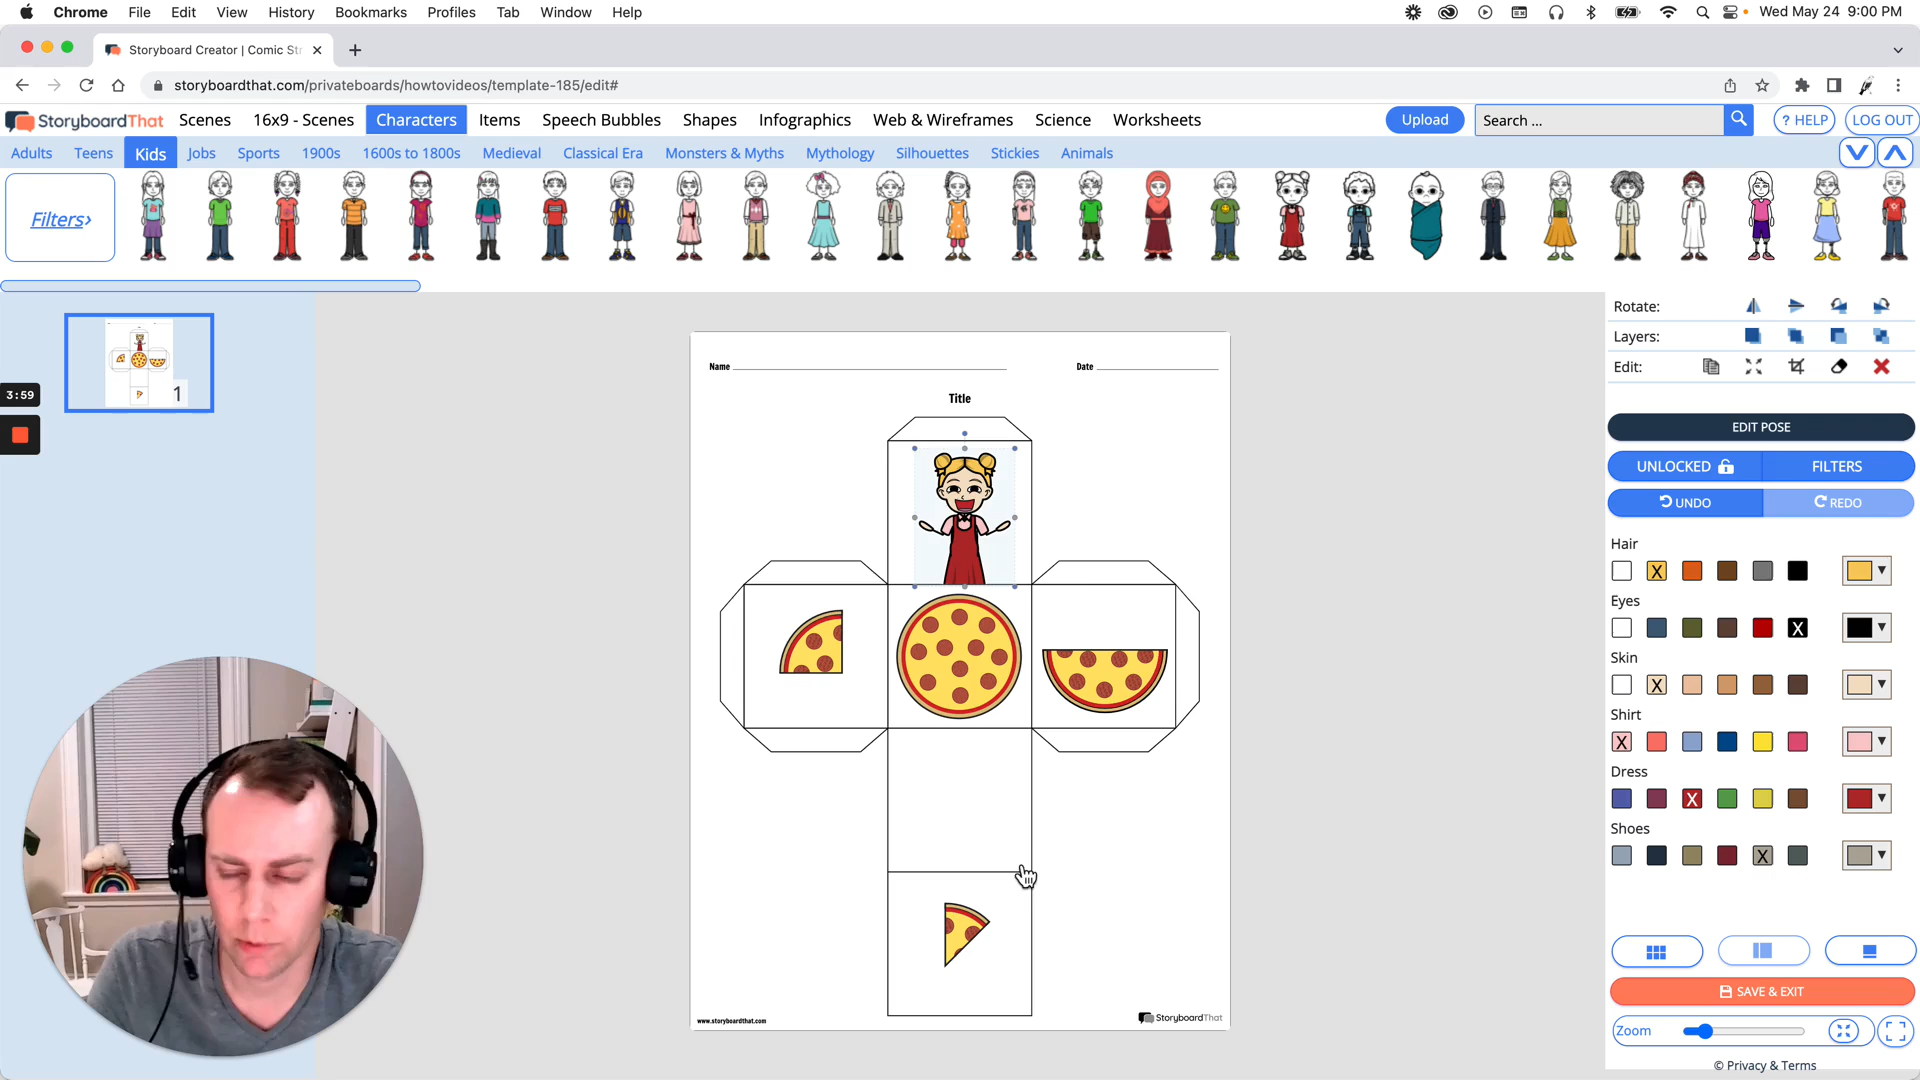 Chrome File Edit View History Bookmarks Profiles Tab Window Help Wed May 24 9:00 PM
Storyboard Creator | Comic St
storyboardthat.com/privateboards/howtovideos/template-185/edit#
StoryboardThat Scenes 16x9 - Scenes Characters Items Speech Bubbles Shapes Infographics Web & Wireframes Science Worksheets Upload Search ... ? HELP LOG OUT
Adults Teens Kids Jobs Sports 1900s 1600s to 1800s Medieval Classical Era Monsters & Myths Mythology Silhouettes Stickies Animals
Filters›
Rotate:
Layers:
Edit:
1
3:59
Name
Date
Title
EDIT POSE
UNLOCKED FILTERS
UNDO REDO
Hair
X
Eyes
X
Skin
X
Shirt
X
Dress
X
Shoes
X
SAVE & EXIT
Zoom
© Privacy & Terms
www.storyboardthat.com
StoryboardThat